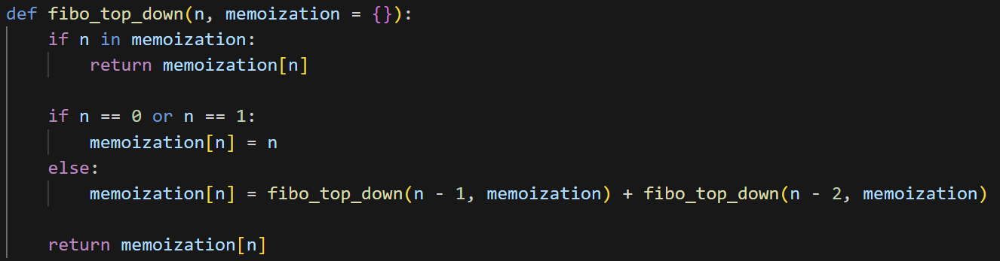 def fibo_top_down(n, memoization = {}):
    if n in memoization:
        return memoization[n]

    if n == 0 or n == 1:
        memoization[n] = n
    else:
        memoization[n] = fibo_top_down(n - 1, memoization) + fibo_top_down(n - 2, memoization)

    return memoization[n]